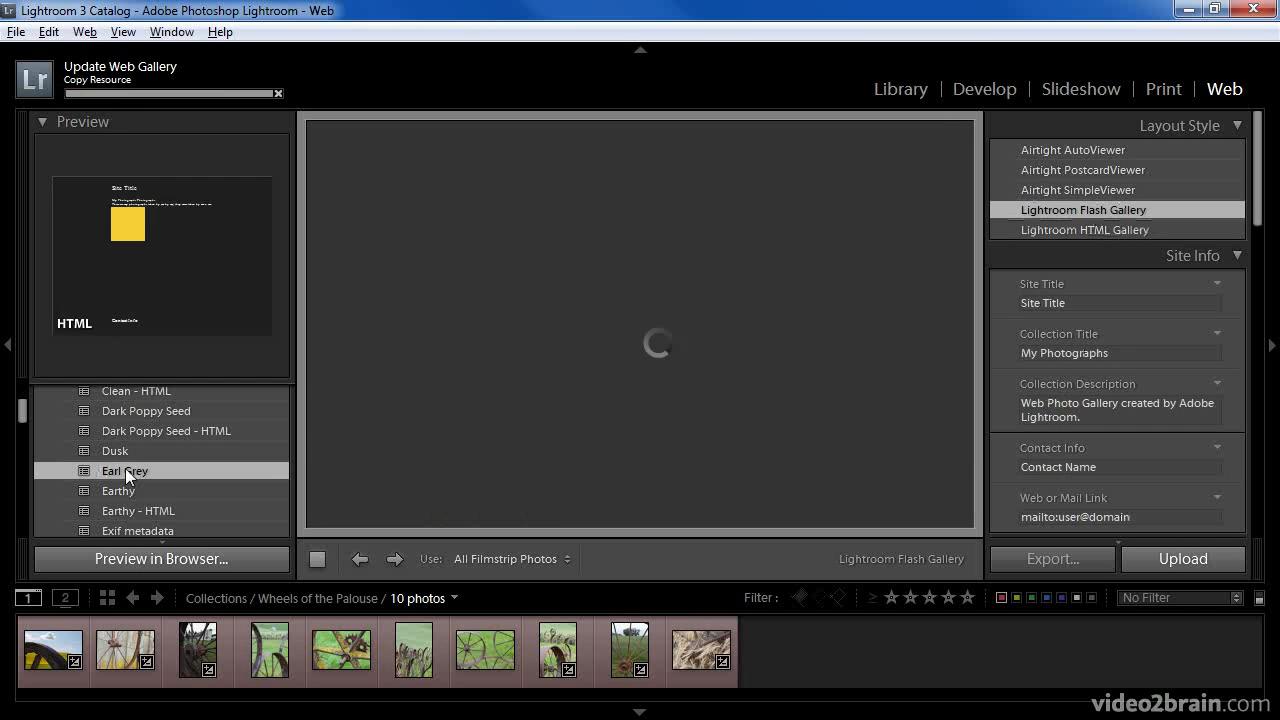 Lightroom 3 Catalog - Adobe Photoshop Lightroom - Web
File Edit Web View Window Help
Lr
Update Web Gallery
Copy Resource
Library | Develop | Slideshow | Print | Web
Preview
Site Title
HTML
Contact Info
Clean - HTML
Dark Poppy Seed
Dark Poppy Seed - HTML
Dusk
Earl Grey
Earthy
Earthy - HTML
Exif metadata
Preview in Browser...
Use: All Filmstrip Photos
Lightroom Flash Gallery
Layout Style
Airtight AutoViewer
Airtight PostcardViewer
Airtight SimpleViewer
Lightroom Flash Gallery
Lightroom HTML Gallery
Site Info
Site Title
Site Title
Collection Title
My Photographs
Collection Description
Web Photo Gallery created by Adobe
Lightroom.
Contact Info
Contact Name
Web or Mail Link
mailto:user@domain
Export... Upload
1 2 Collections / Wheels of the Palouse / 10 photos
Filter : ≥ No Filter
video2brain.com